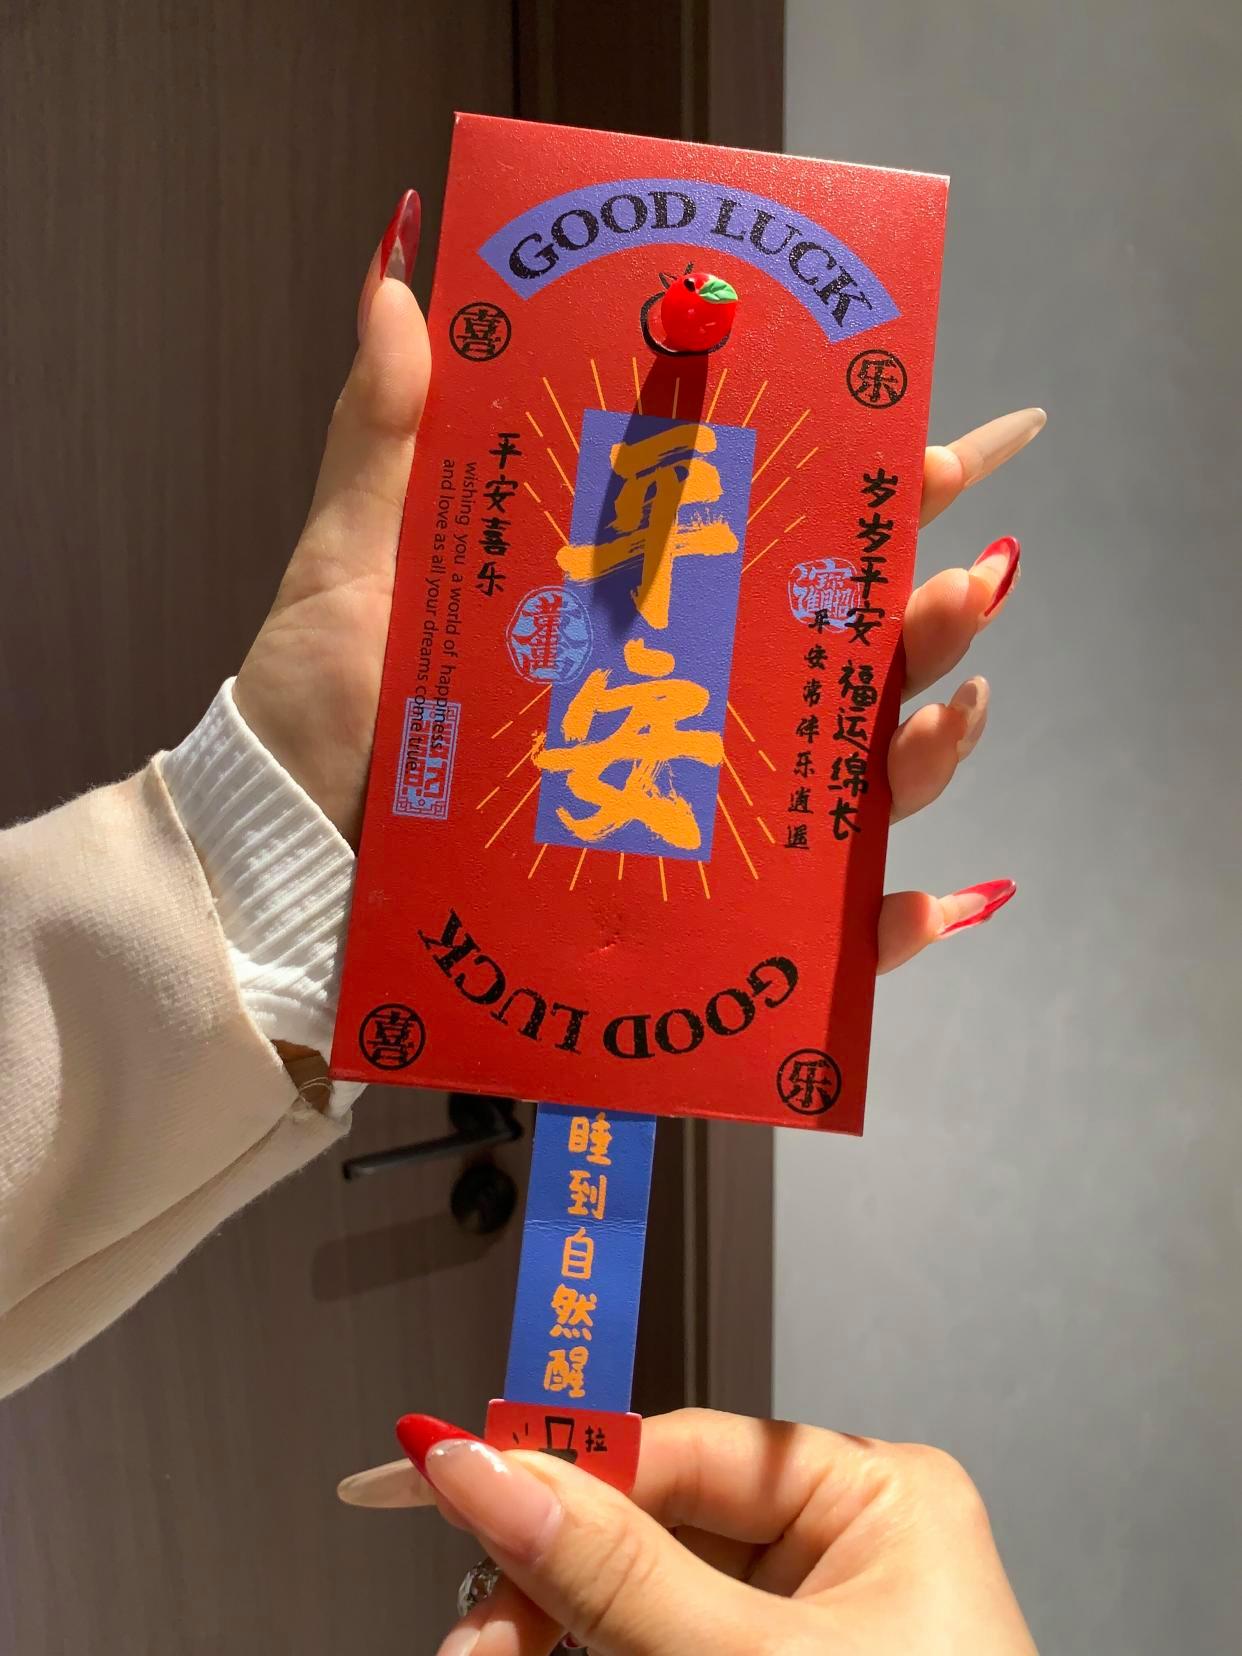 GOOD LUCK
喜
乐
平安
平安喜乐
wishing you a world of happiness
and love as all your dreams come true
岁岁平安 福运绵长
平安常伴乐逍遥
GOOD LUCK
喜
乐
睡到自然醒
拉